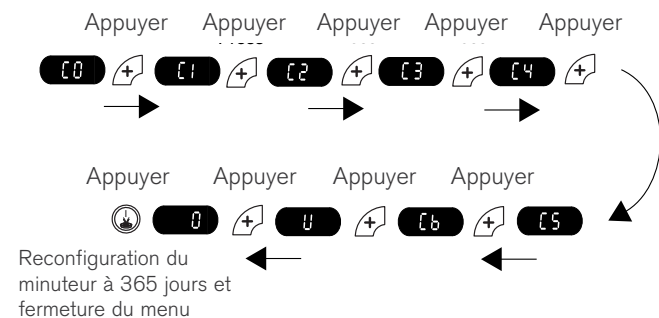 Appuyer Appuyer Appuyer Appuyer Appuyer
C0 + C1 + C2 + C3 + C4 +
Appuyer Appuyer Appuyer Appuyer
0 + U + C6 + C5
Reconfiguration du
minuteur à 365 jours et
fermeture du menu